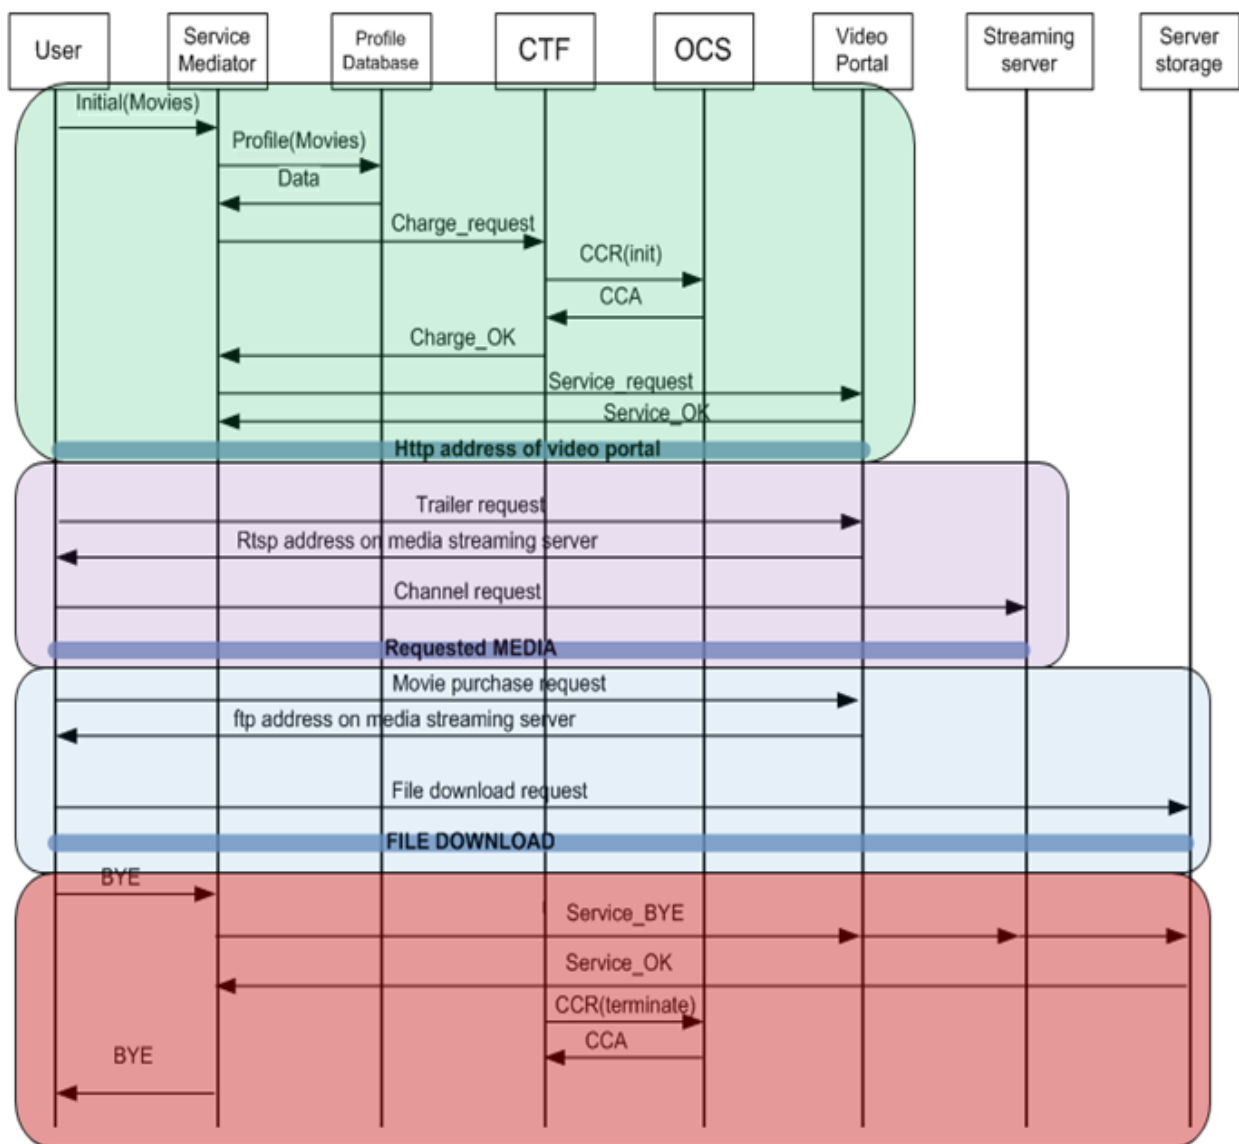 User
Service
Mediator
Profile
Database
CTF
OCS
Video
Portal
Streaming
server
Server
storage
Initial(Movies)
Profile(Movies)
Data
Charge_request
CCR(init)
CCA
Charge_OK
Service_request
Service_OK
Http address of video portal
Trailer request
Rtsp address on media streaming server
Channel request
Requested MEDIA
Movie purchase request
ftp address on media streaming server
File download request
FILE DOWNLOAD
BYE
Service_BYE
Service_OK
CCR(terminate)
CCA
BYE